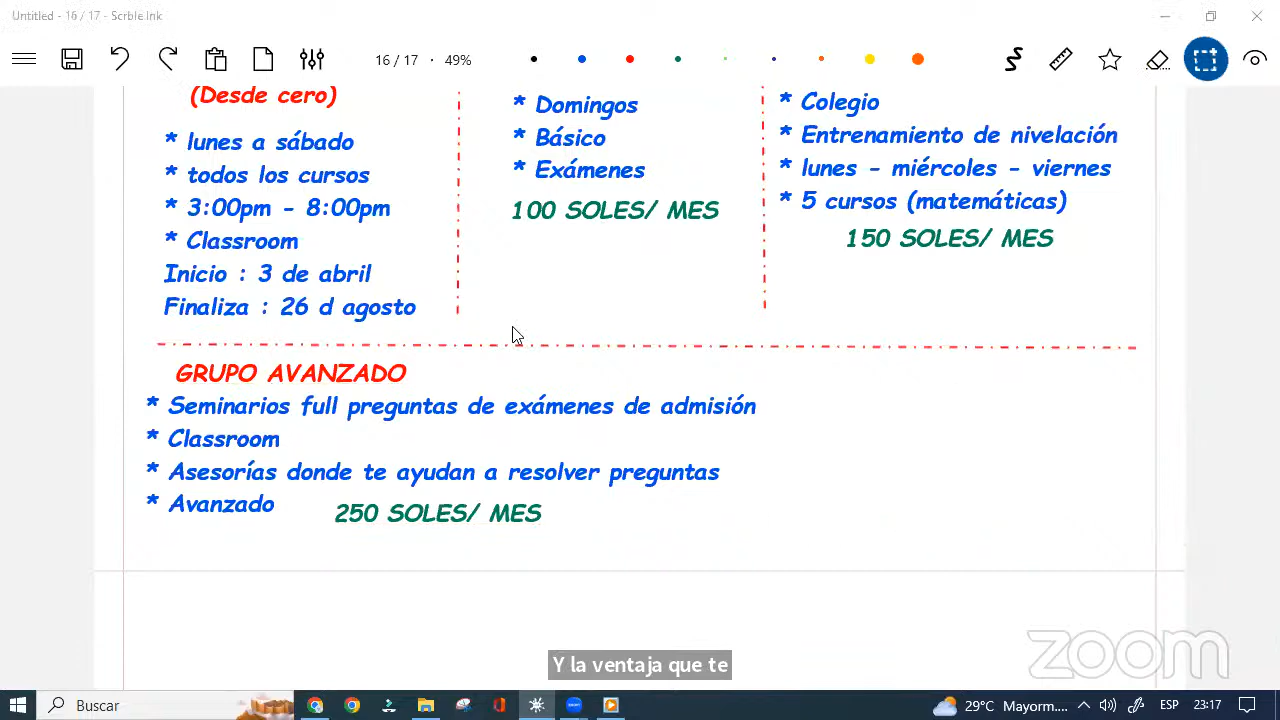 Untitled - 16 / 17 - Scrble Ink
16 / 17 · 49%
(Desde cero)
* lunes a sábado
* todos los cursos
* 3:00pm - 8:00pm
* Classroom
Inicio : 3 de abril
Finaliza : 26 d agosto
* Domingos
* Básico
* Exámenes
100 SOLES/ MES
* Colegio
* Entrenamiento de nivelación
* lunes - miércoles - viernes
* 5 cursos (matemáticas)
150 SOLES/ MES
GRUPO AVANZADO
* Seminarios full preguntas de exámenes de admisión
* Classroom
* Asesorías donde te ayudan a resolver preguntas
* Avanzado
250 SOLES/ MES
Y la ventaja que te
zoom
Buscar
29°C Mayorm.... ESP 23:17